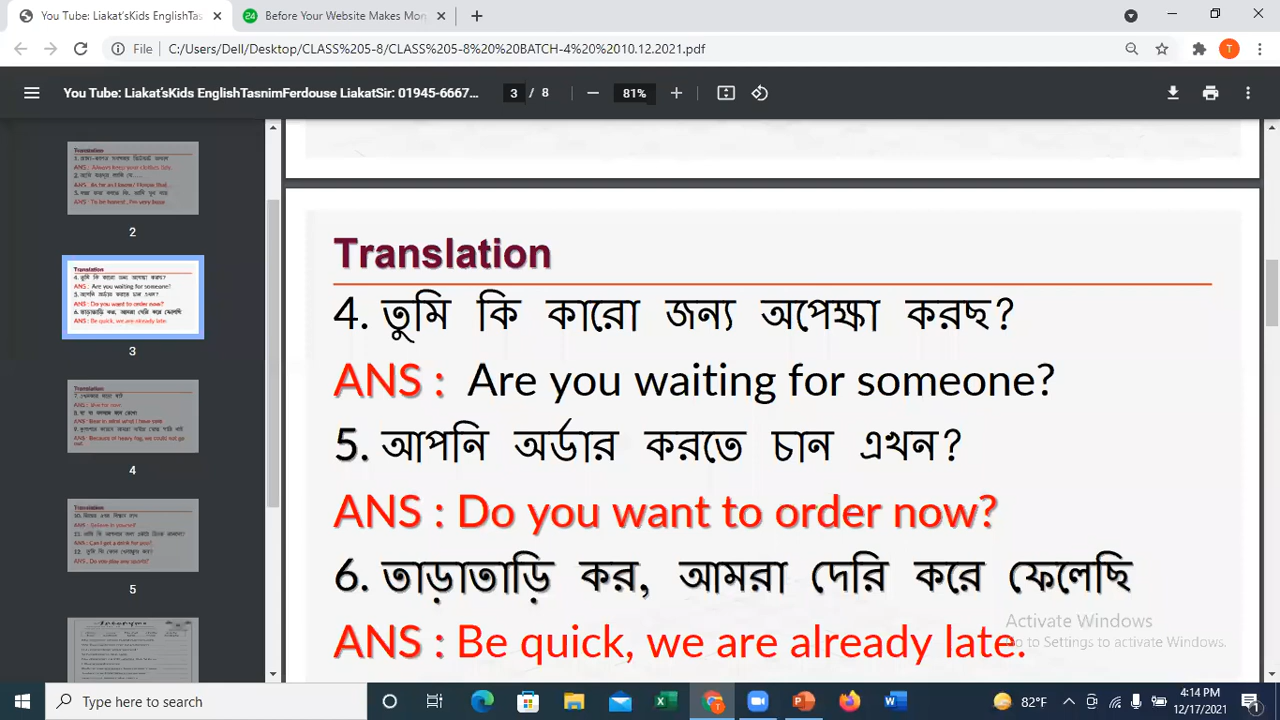 You Tube: Liakat'sKids EnglishTas
Before Your Website Makes Mon
File
C:/Users/Dell/Desktop/CLASS%205-8/CLASS%205-8%20%20BATCH-4%20%2010.12.2021.pdf
You Tube: Liakat'sKids EnglishTasnimFerdouse LiakatSir: 01945-6667...
3 / 8
81%
2
3
4
5
Translation
4. তুমি কি কারো জন্য অপেক্ষা করছ?
ANS : Are you waiting for someone?
5. আপনি অর্ডার করতে চান এখন?
ANS : Do you want to order now?
6. তাড়াতাড়ি কর, আমরা দেরি করে ফেলেছি
ANS : Be quick, we are already late.
Activate Windows
Go to Settings to activate Windows.
Type here to search
82°F
4:14 PM
12/17/2021